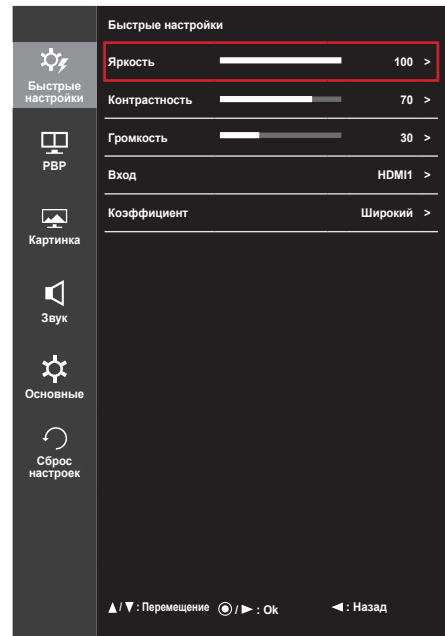 Быстрые настройки
Яркость 100 >
Контрастность 70 >
Громкость 30 >
Вход HDMI1 >
Коэффициент Широкий >
Быстрые
настройки
PBP
Картинка
Звук
Основные
Сброс
настроек
▲/▼ : Перемещение ◉/► : Ok ◄ : Назад